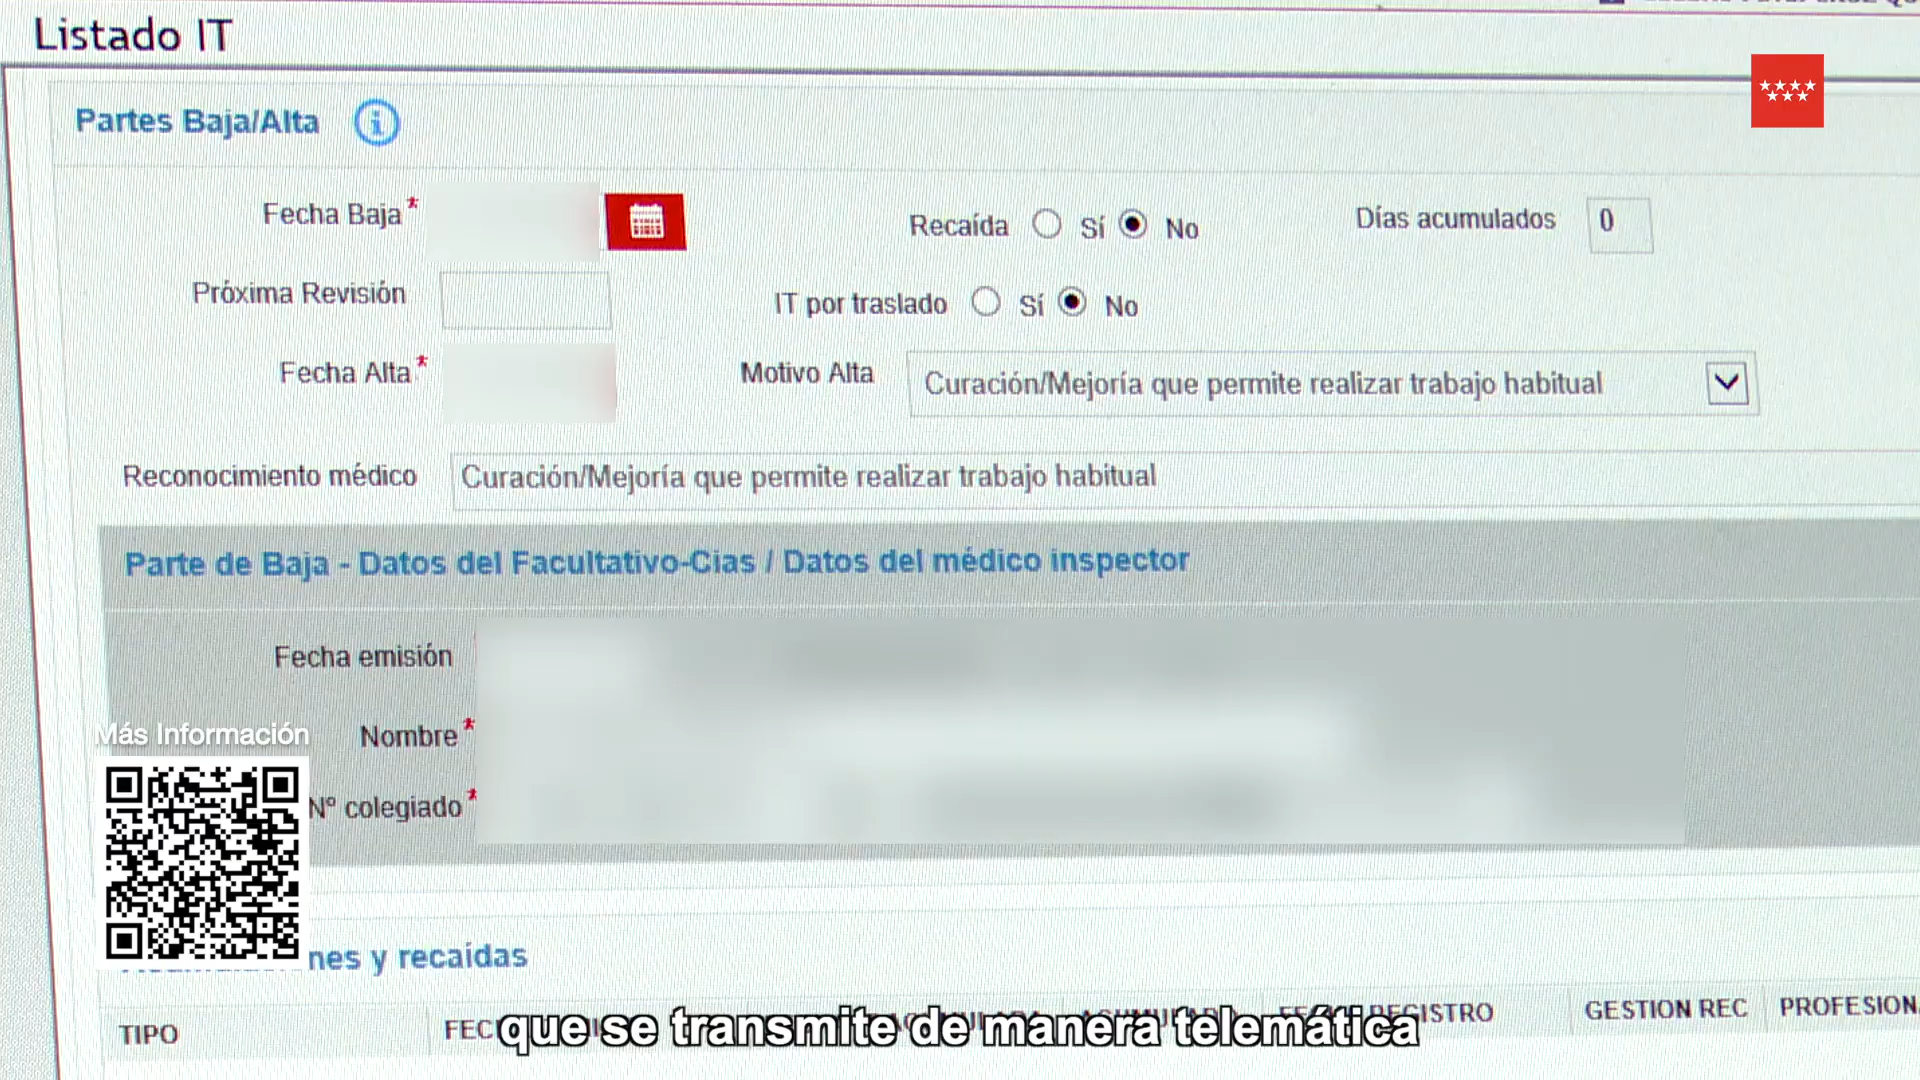 Listado IT
Partes Baja/Alta
Fecha Baja*
Recaída Sí No
Días acumulados 0
Próxima Revisión
IT por traslado Sí No
Fecha Alta*
Motivo Alta Curación/Mejoría que permite realizar trabajo habitual
Reconocimiento médico Curación/Mejoría que permite realizar trabajo habitual
Parte de Baja - Datos del Facultativo-Cias / Datos del médico inspector
Fecha emisión
Más Información
Nombre*
Nº colegiado*
y recaídas
TIPO
REGISTRO
GESTION REC
que se transmite de manera telemática